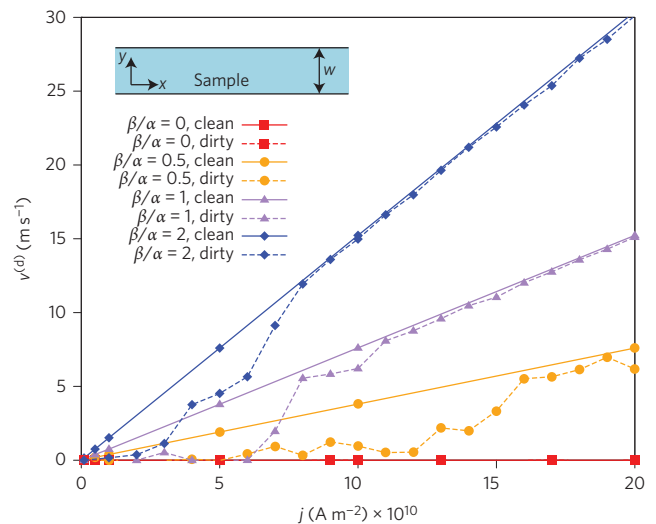 30
25
20
15
10
5
0
v(d) (m s−1)
y
x
Sample
w
β/α = 0, clean
β/α = 0, dirty
β/α = 0.5, clean
β/α = 0.5, dirty
β/α = 1, clean
β/α = 1, dirty
β/α = 2, clean
β/α = 2, dirty
0 5 10 15 20
j (A m−2) × 1010